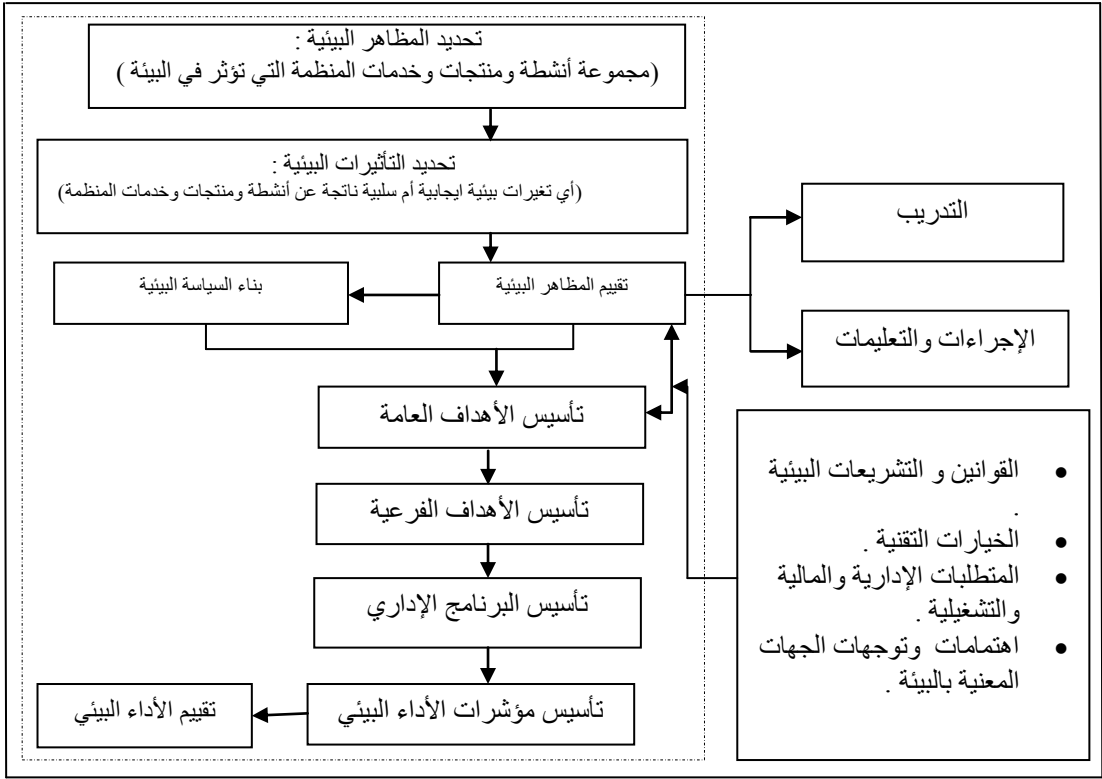 تحديد المظاهر البيئية :
(مجموعة أنشطة ومنتجات وخدمات المنظمة التي تؤثر في البيئة )
تحديد التأثيرات البيئية :
(أي تغيرات بيئية ايجابية أم سلبية ناتجة عن أنشطة ومنتجات وخدمات المنظمة)
التدريب
تقييم المظاهر البيئية
بناء السياسة البيئية
الإجراءات والتعليمات
تأسيس الأهداف العامة
• القوانين و التشريعات البيئية
.
• الخيارات التقنية .
• المتطلبات الإدارية والمالية
والتشغيلية .
• اهتمامات وتوجهات الجهات
المعنية بالبيئة .
تأسيس الأهداف الفرعية
تأسيس البرنامج الإداري
تأسيس مؤشرات الأداء البيئي
تقييم الأداء البيئي